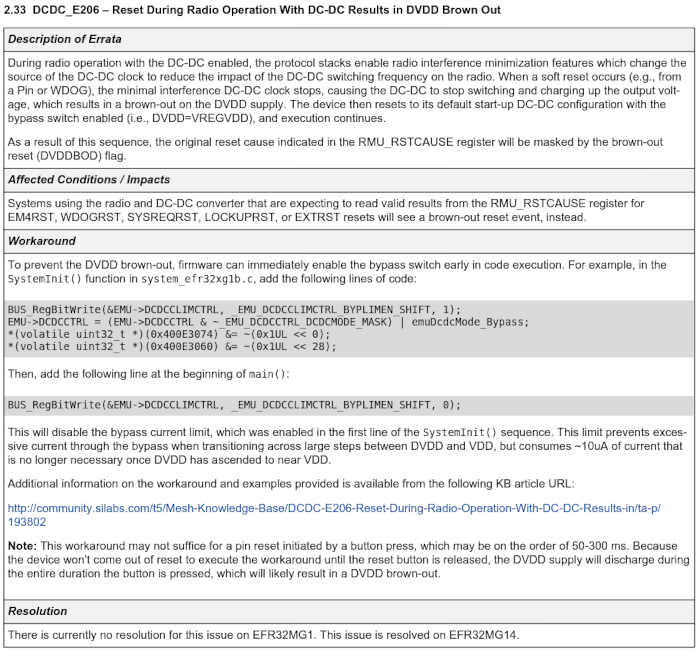 2.33 DCDC_E206 – Reset During Radio Operation With DC-DC Results in DVDD Brown Out
Description of Errata
During radio operation with the DC-DC enabled, the protocol stacks enable radio interference minimization features which change the
source of the DC-DC clock to reduce the impact of the DC-DC switching frequency on the radio. When a soft reset occurs (e.g., from
a Pin or WDOG), the minimal interference DC-DC clock stops, causing the DC-DC to stop switching and charging up the output volt-
age, which results in a brown-out on the DVDD supply. The device then resets to its default start-up DC-DC configuration with the
bypass switch enabled (i.e., DVDD=VREGVDD), and execution continues.
As a result of this sequence, the original reset cause indicated in the RMU_RSTCAUSE register will be masked by the brown-out
reset (DVDDBOD) flag.
Affected Conditions / Impacts
Systems using the radio and DC-DC converter that are expecting to read valid results from the RMU_RSTCAUSE register for
EM4RST, WDOGRST, SYSREQRST, LOCKUPRST, or EXTRST resets will see a brown-out reset event, instead.
Workaround
To prevent the DVDD brown-out, firmware can immediately enable the bypass switch early in code execution. For example, in the
SystemInit() function in system_efr32xg1b.c, add the following lines of code:
BUS_RegBitWrite(&EMU->DCDCCLIMCTRL, _EMU_DCDCCLIMCTRL_BYPLIMEN_SHIFT, 1);
EMU->DCDCCTRL = (EMU->DCDCCTRL & ~_EMU_DCDCCTRL_DCDCMODE_MASK) | emuDcdcMode_Bypass;
*(volatile uint32_t *)(0x400E3074) &= ~(0x1UL << 0);
*(volatile uint32_t *)(0x400E3060) &= ~(0x1UL << 28);
Then, add the following line at the beginning of main():
BUS_RegBitWrite(&EMU->DCDCCLIMCTRL, _EMU_DCDCCLIMCTRL_BYPLIMEN_SHIFT, 0);
This will disable the bypass current limit, which was enabled in the first line of the SystemInit() sequence. This limit prevents exces-
sive current through the bypass when transitioning across large steps between DVDD and VDD, but consumes ~10uA of current that
is no longer necessary once DVDD has ascended to near VDD.
Additional information on the workaround and examples provided is available from the following KB article URL:
http://community.silabs.com/t5/Mesh-Knowledge-Base/DCDC-E206-Reset-During-Radio-Operation-With-DC-DC-Results-in/ta-p/
193802
Note: This workaround may not suffice for a pin reset initiated by a button press, which may be on the order of 50-300 ms. Because
the device won't come out of reset to execute the workaround until the reset button is released, the DVDD supply will discharge during
the entire duration the button is pressed, which will likely result in a DVDD brown-out.
Resolution
There is currently no resolution for this issue on EFR32MG1. This issue is resolved on EFR32MG14.